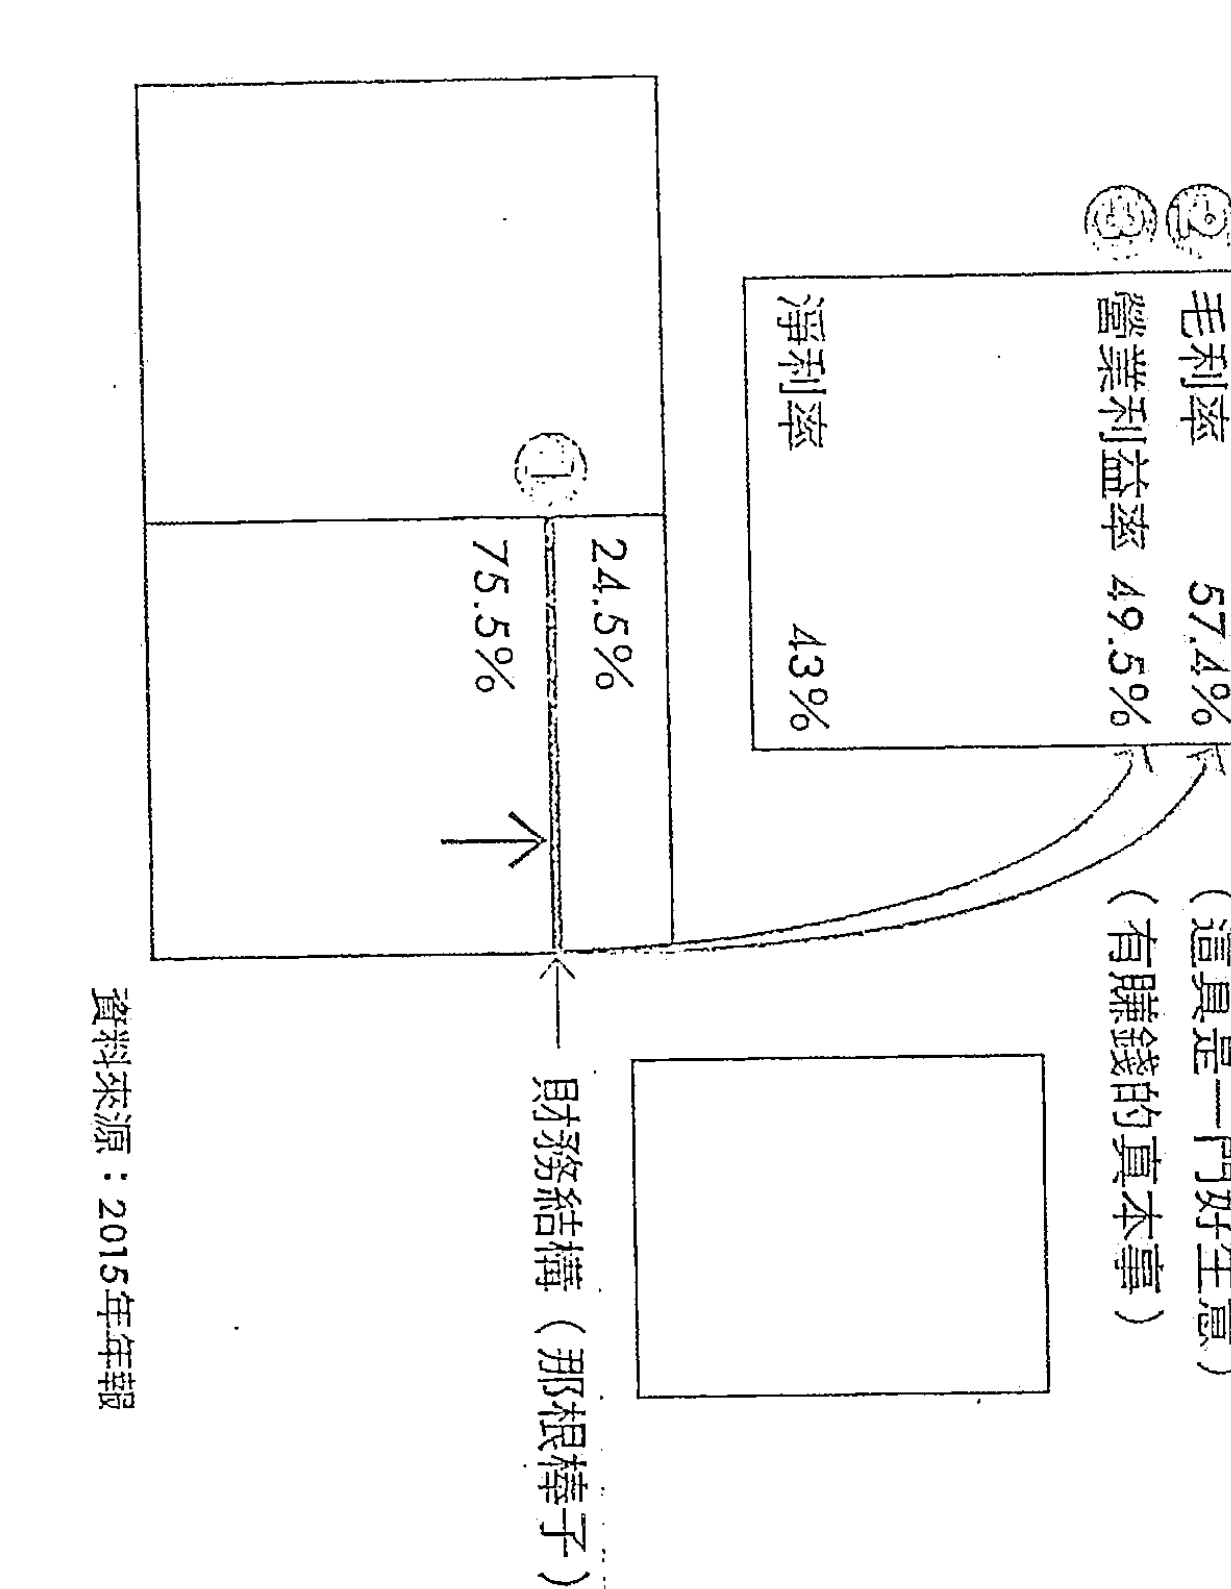 ② 毛利率 57.4% （這真是一門好生意）
③ 營業利益率 49.5% （有賺錢的真本事）
淨利率 43%
24.5%
① 財務結構（那根棒子）
75.5%
資料來源：2015年年報